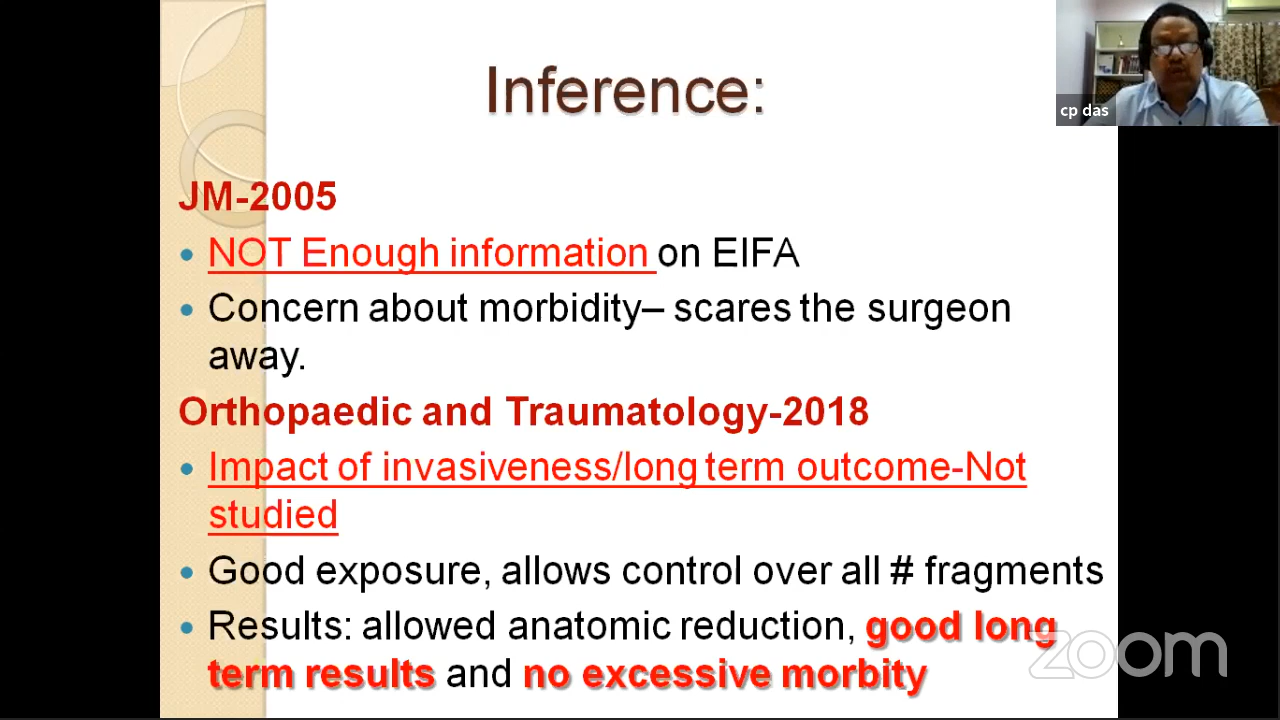 Inference:
cp das
JM-2005
• NOT Enough information on EIFA
• Concern about morbidity– scares the surgeon
away.
Orthopaedic and Traumatology-2018
• Impact of invasiveness/long term outcome-Not
studied
• Good exposure, allows control over all # fragments
• Results: allowed anatomic reduction, good long
term results and no excessive morbity
zoom